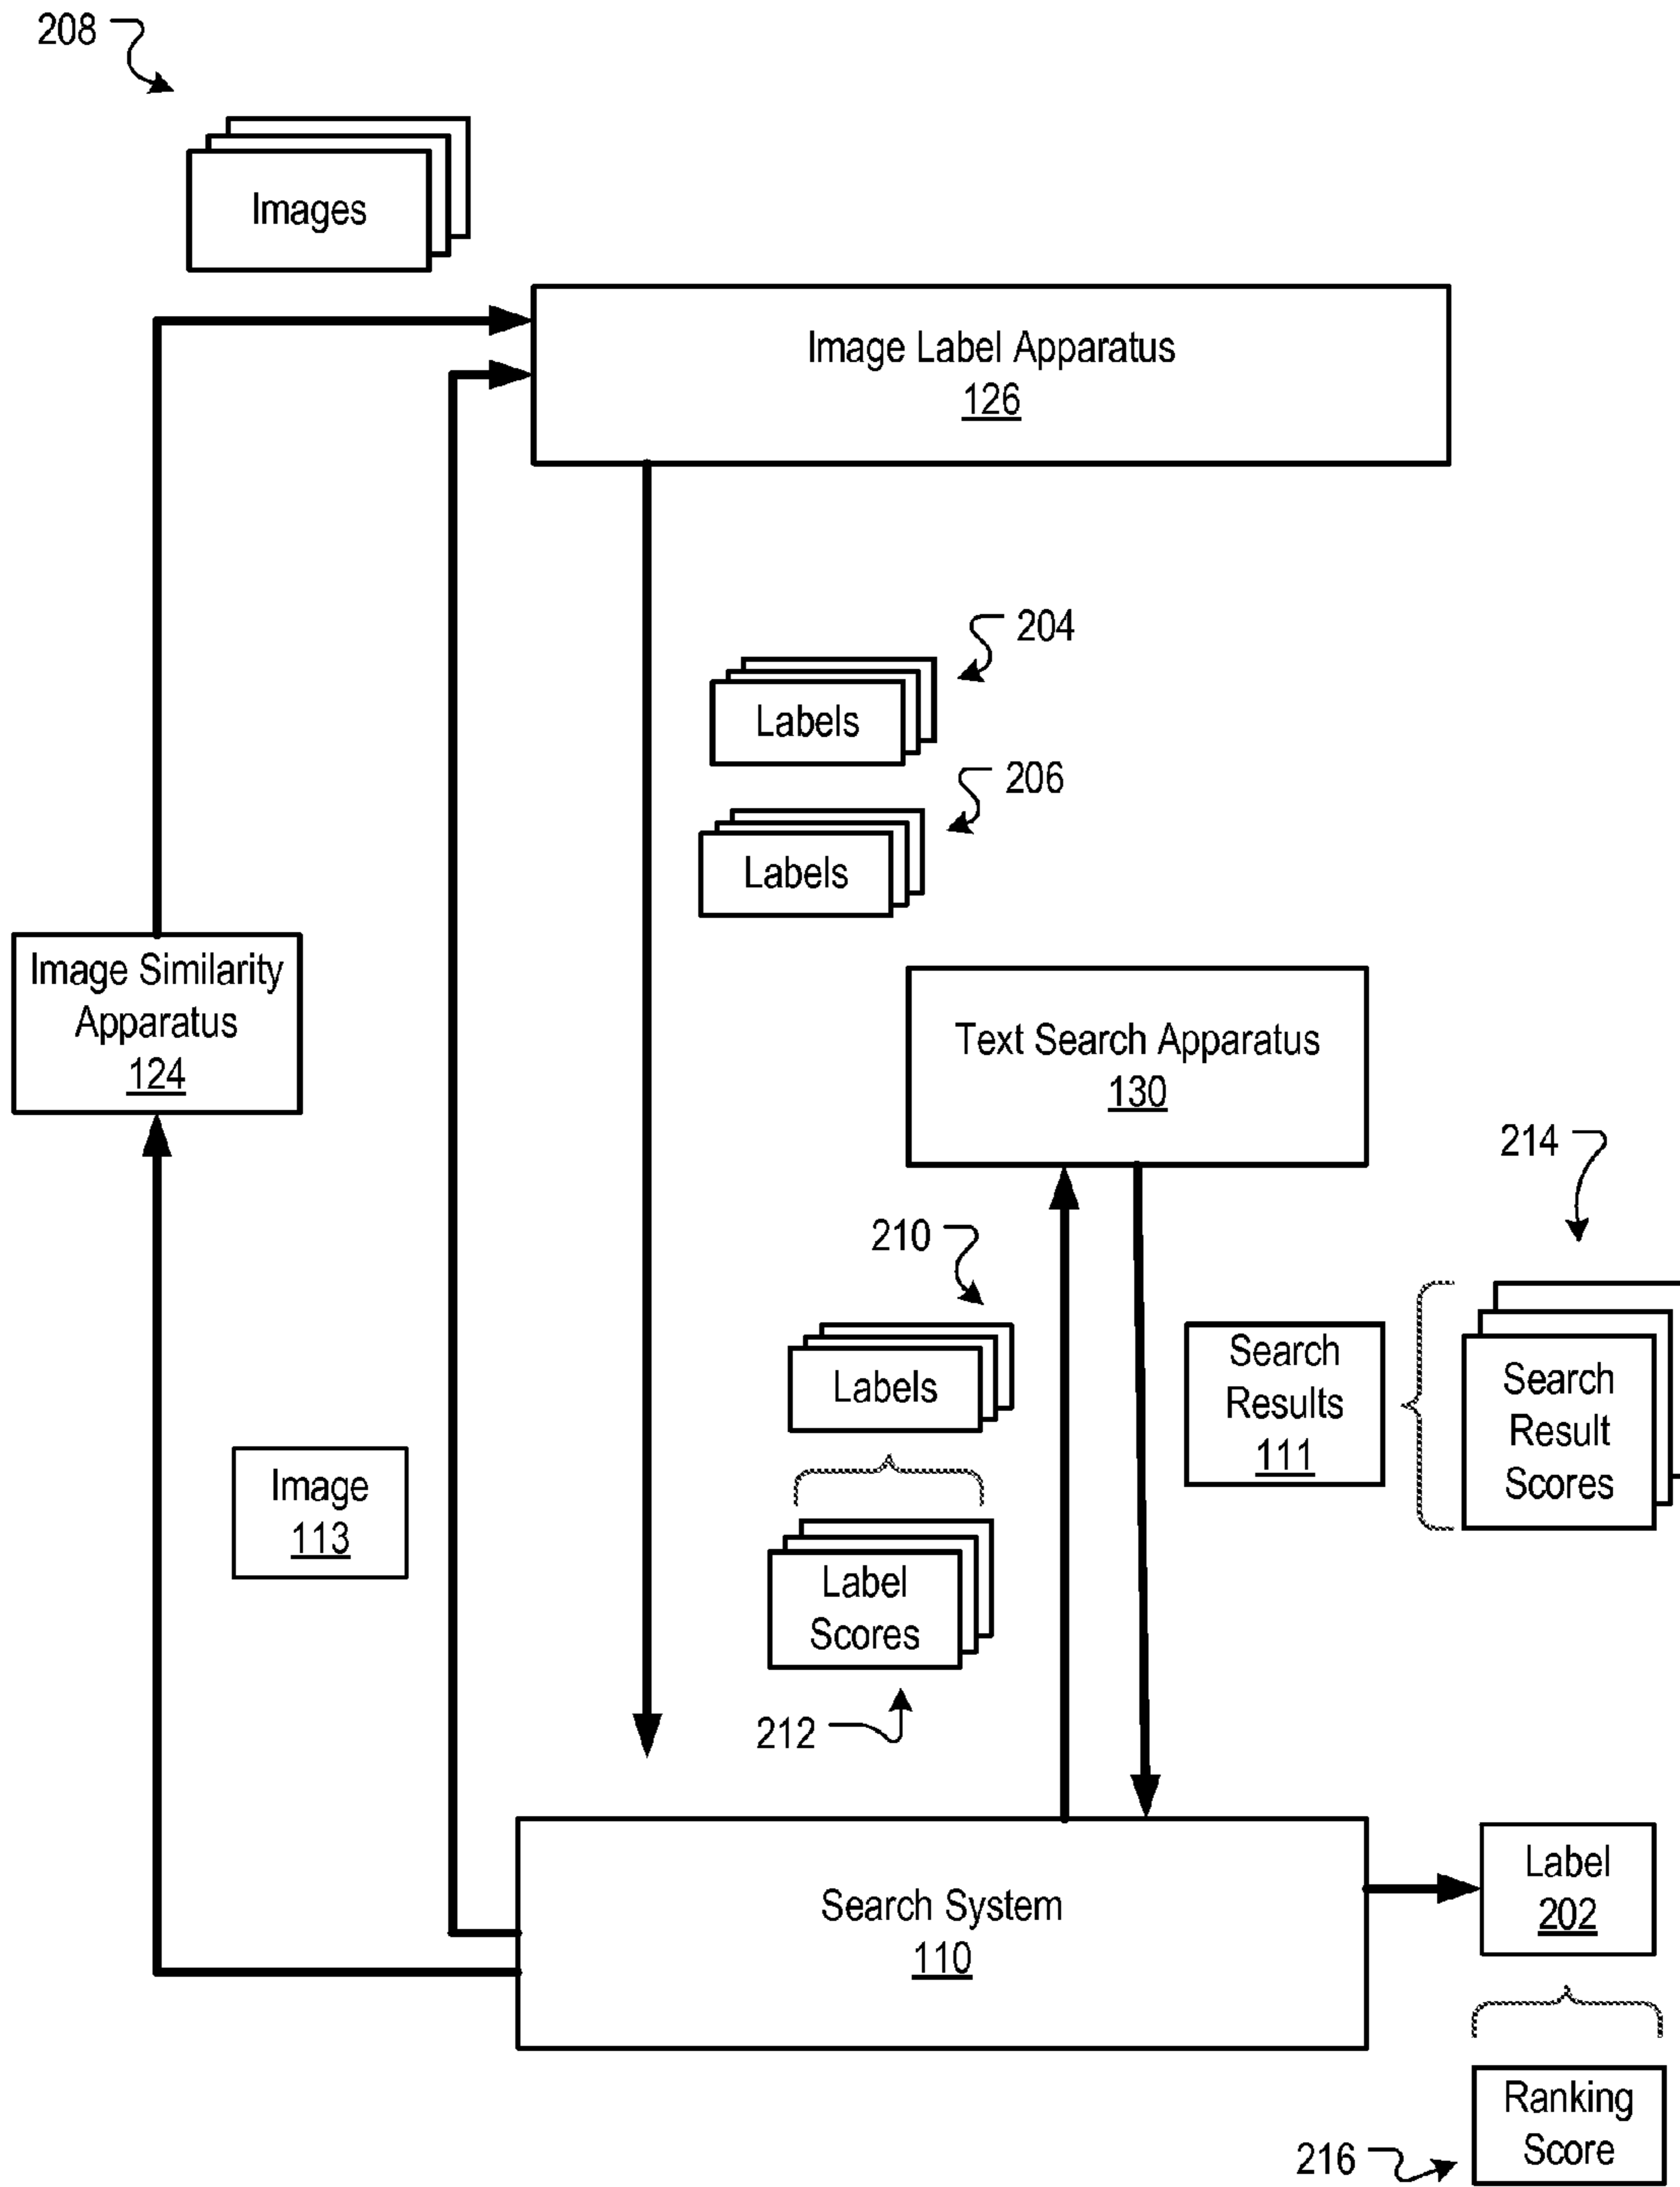 208
Images
Image Label Apparatus
126
204
Labels
206
Labels
Image Similarity
Apparatus
124
Text Search Apparatus
130
214
210
Labels
Search
Results
111
Search
Result
Scores
Image
113
Label
Scores
212
Search System
110
Label
202
Ranking
Score
216